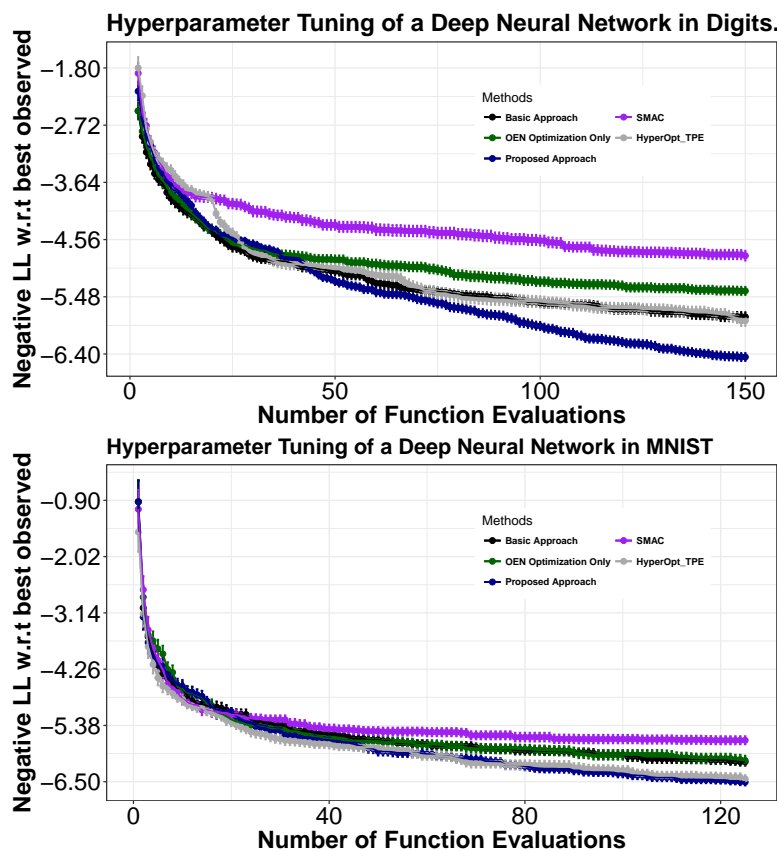 Hyperparameter Tuning of a Deep Neural Network in Digits.
Negative LL w.r.t best observed
−1.80
−2.72
−3.64
−4.56
−5.48
−6.40
Methods
Basic Approach
SMAC
OEN Optimization Only
HyperOpt_TPE
Proposed Approach
0
50
100
150
Number of Function Evaluations
Hyperparameter Tuning of a Deep Neural Network in MNIST
Negative LL w.r.t best observed
−0.90
−2.02
−3.14
−4.26
−5.38
−6.50
Methods
Basic Approach
SMAC
OEN Optimization Only
HyperOpt_TPE
Proposed Approach
0
40
80
120
Number of Function Evaluations